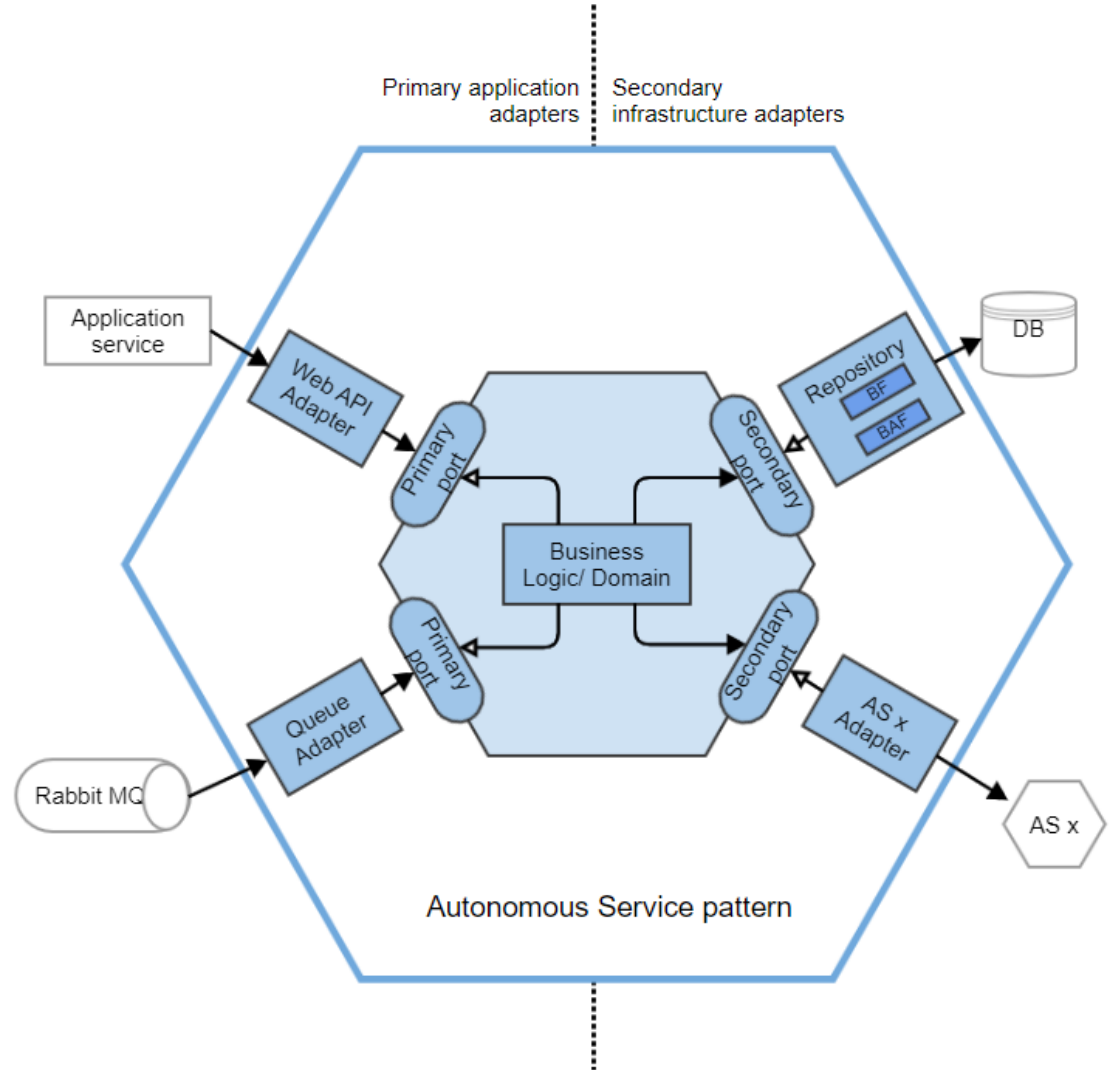 Primary application
adapters
Secondary
infrastructure adapters
Application
service
Web API
Adapter
Primary
port
Repository
BF
BAF
DB
Secondary
port
Business
Logic/ Domain
Primary
port
Queue
Adapter
Rabbit MQ
Secondary
port
AS x
Adapter
AS x
Autonomous Service pattern